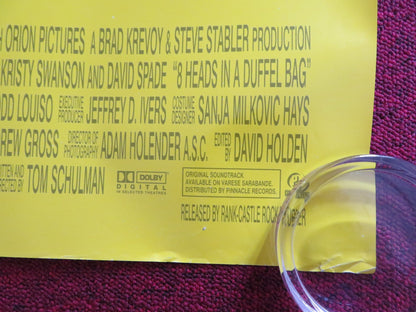 ORION PICTURES A BRAD KREVOY & STEVE STABLER PRODUCTION
KRISTY SWANSON AND DAVID SPADE "8 HEADS IN A DUFFEL BAG"
DD LOUISO EXECUTIVE PRODUCER JEFFREY D. IVERS COSTUME DESIGNER SANJA MILKOVIC HAYS
REW GROSS DIRECTOR OF PHOTOGRAPHY ADAM HOLENDER A.S.C. EDITED BY DAVID HOLDEN
RITTEN AND
RECTED BY TOM SCHULMAN
DOLBY
DIGITAL
IN SELECTED THEATRES
ORIGINAL SOUNDTRACK
AVAILABLE ON VARESE SARABANDE.
DISTRIBUTED BY PINNACLE RECORDS.
RELEASED BY RANK-CASTLE ROCK/TURNER